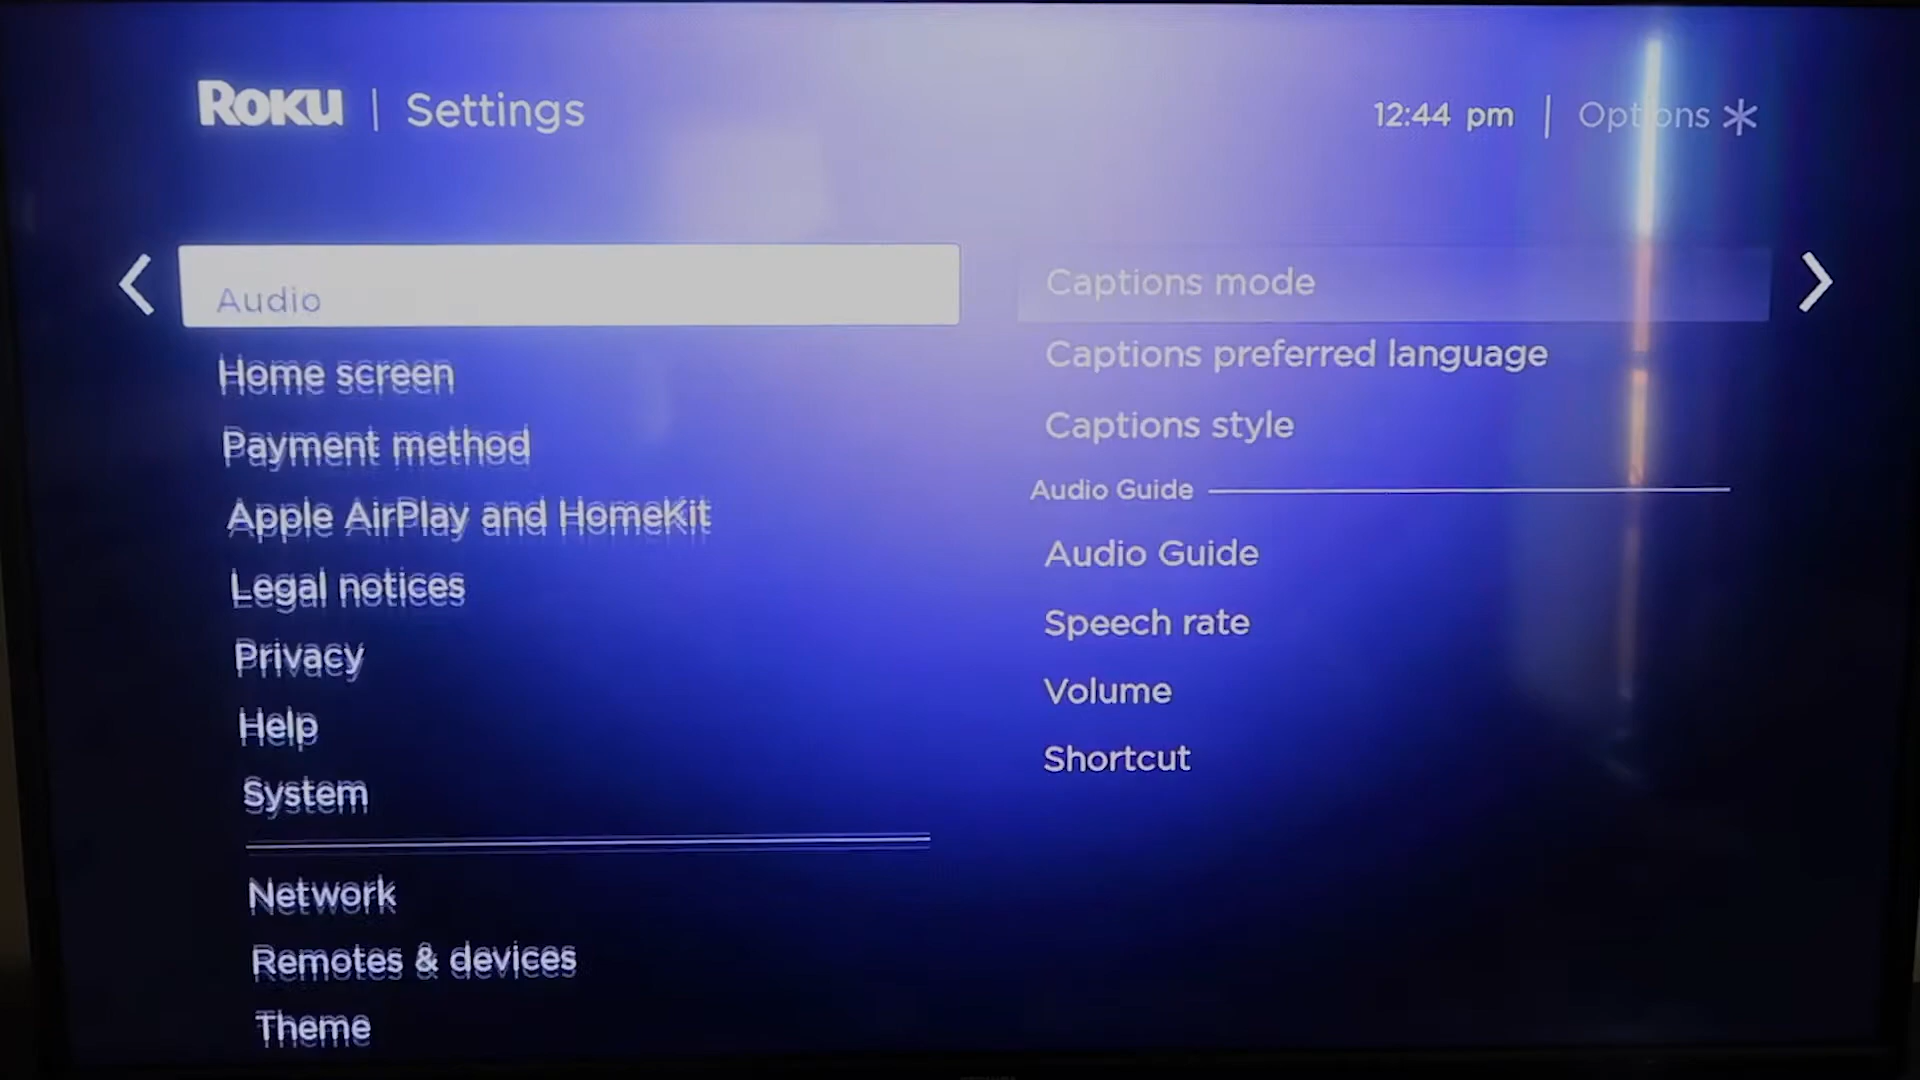 Roku | Settings
12:44 pm | Options *
Audio
Home screen
Payment method
Apple AirPlay and HomeKit
Legal notices
Privacy
Help
System
Network
Remotes & devices
Theme
Captions mode
Captions preferred language
Captions style
Audio Guide
Audio Guide
Speech rate
Volume
Shortcut